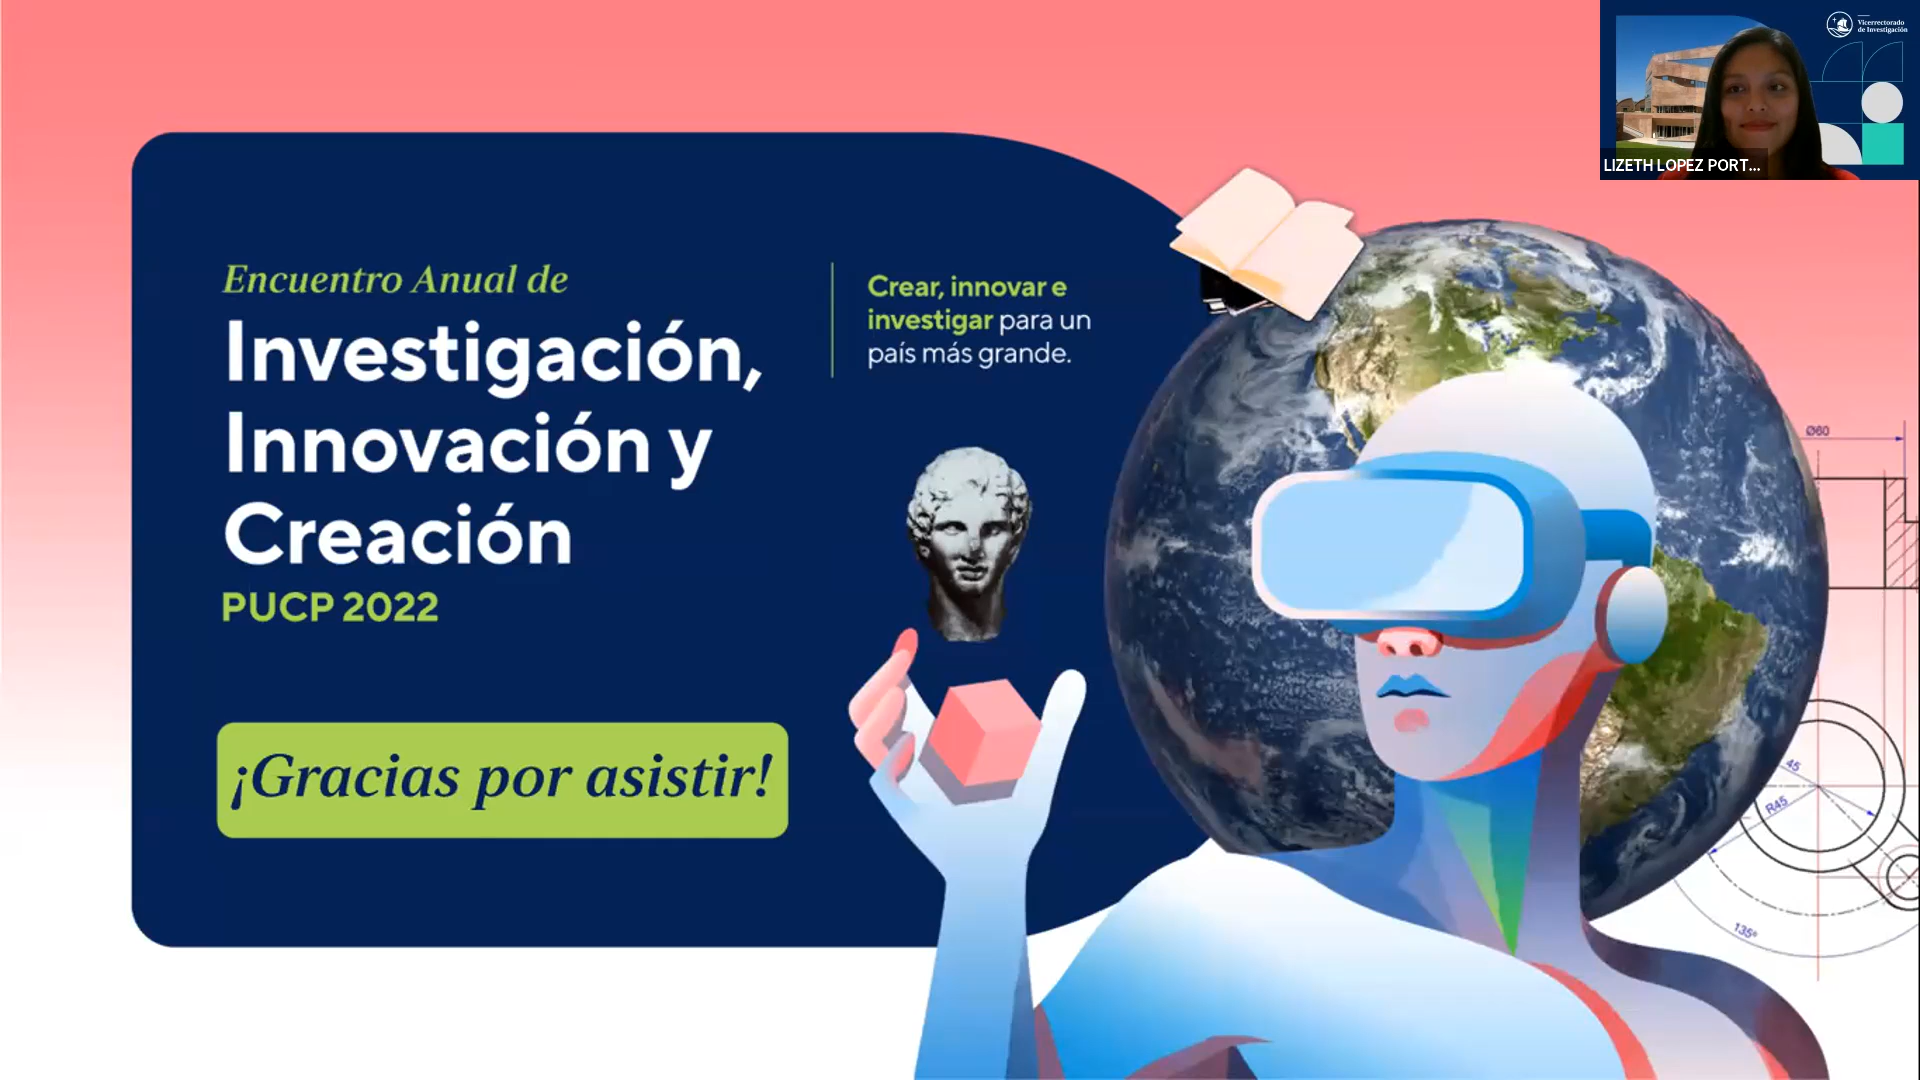 Encuentro Anual de
Investigación,
Innovación y
Creación
PUCP 2022
¡Gracias por asistir!
Crear, innovar e
investigar para un
país más grande.
Vicerrectorado
de Investigación
LIZETH LOPEZ PORT...
Ø60
45
R45
135º